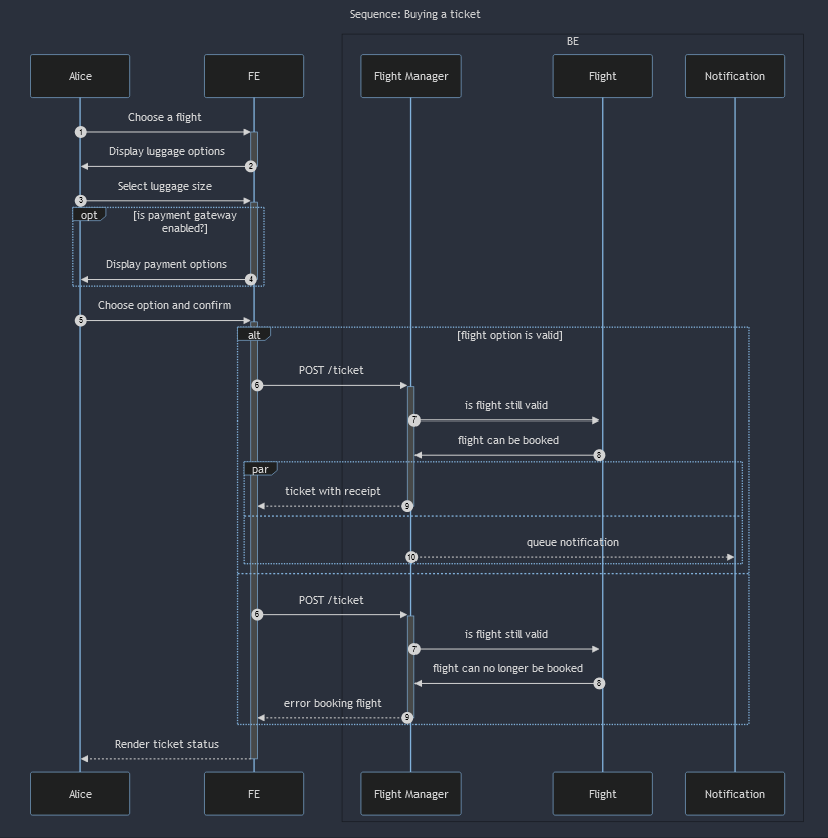 Sequence: Buying a ticket
BE
Alice
FE
Flight Manager
Flight
Notification
Choose a flight
1
Display luggage options
2
Select luggage size
3
opt
[is payment gateway
enabled?]
Display payment options
4
Choose option and confirm
5
alt
[flight option is valid]
POST /ticket
6
is flight still valid
7
flight can be booked
8
par
ticket with receipt
9
queue notification
10
POST /ticket
6
is flight still valid
7
flight can no longer be booked
8
error booking flight
9
Render ticket status
Alice
FE
Flight Manager
Flight
Notification